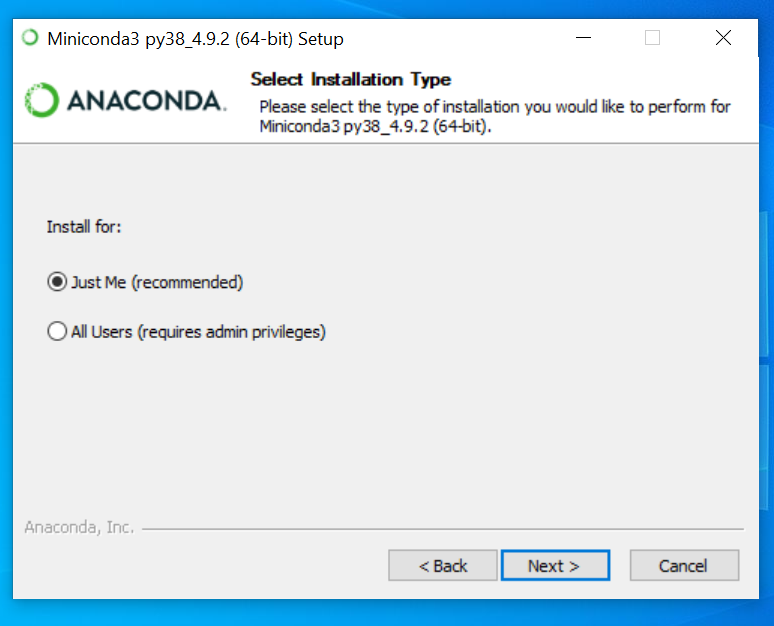 Miniconda3 py38_4.9.2 (64-bit) Setup
ANACONDA.
Select Installation Type
Please select the type of installation you would like to perform for
Miniconda3 py38_4.9.2 (64-bit).
Install for:
Just Me (recommended)
All Users (requires admin privileges)
Anaconda, Inc.
< Back
Next >
Cancel